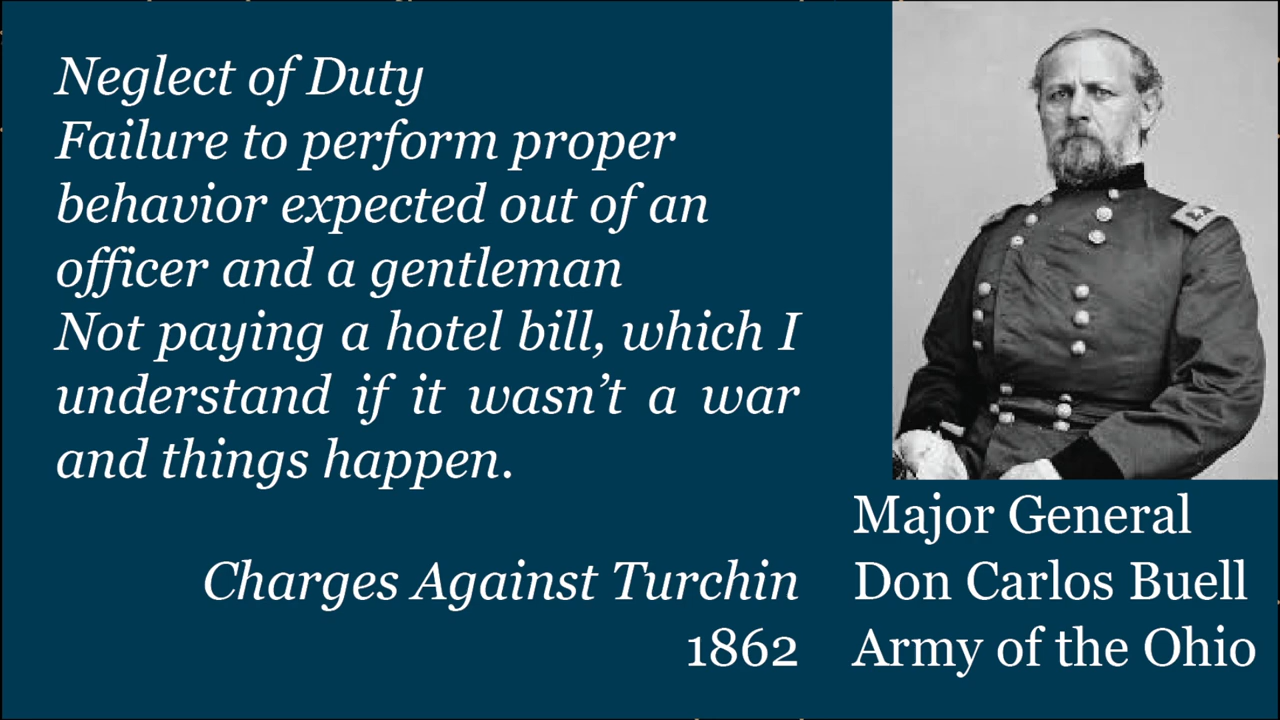 Neglect of Duty
Failure to perform proper
behavior expected out of an
officer and a gentleman
Not paying a hotel bill, which I
understand if it wasn’t a war
and things happen.
Charges Against Turchin
1862
Major General
Don Carlos Buell
Army of the Ohio